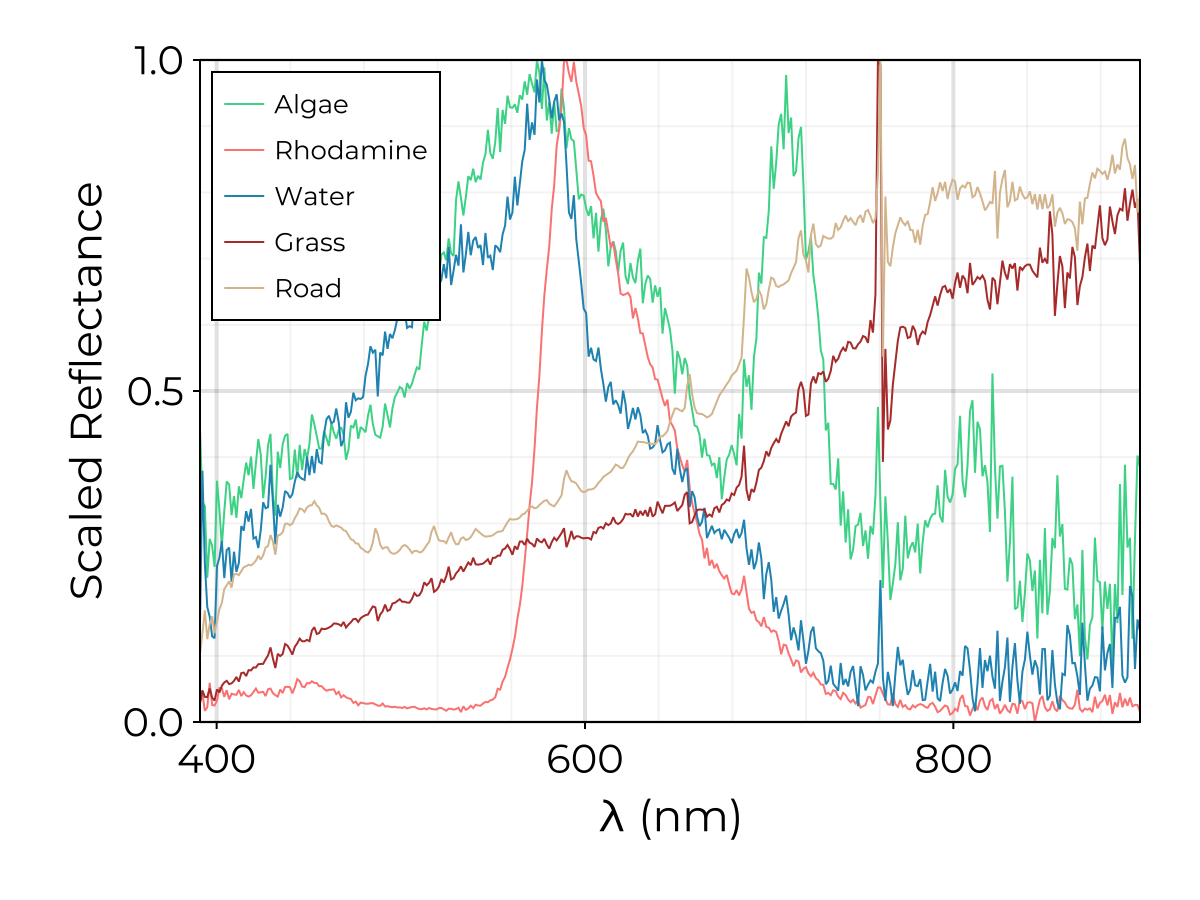 1.0
Algae
Rhodamine
Water
Grass
Road
0.5
0.0
Scaled Reflectance
400
600
800
λ (nm)